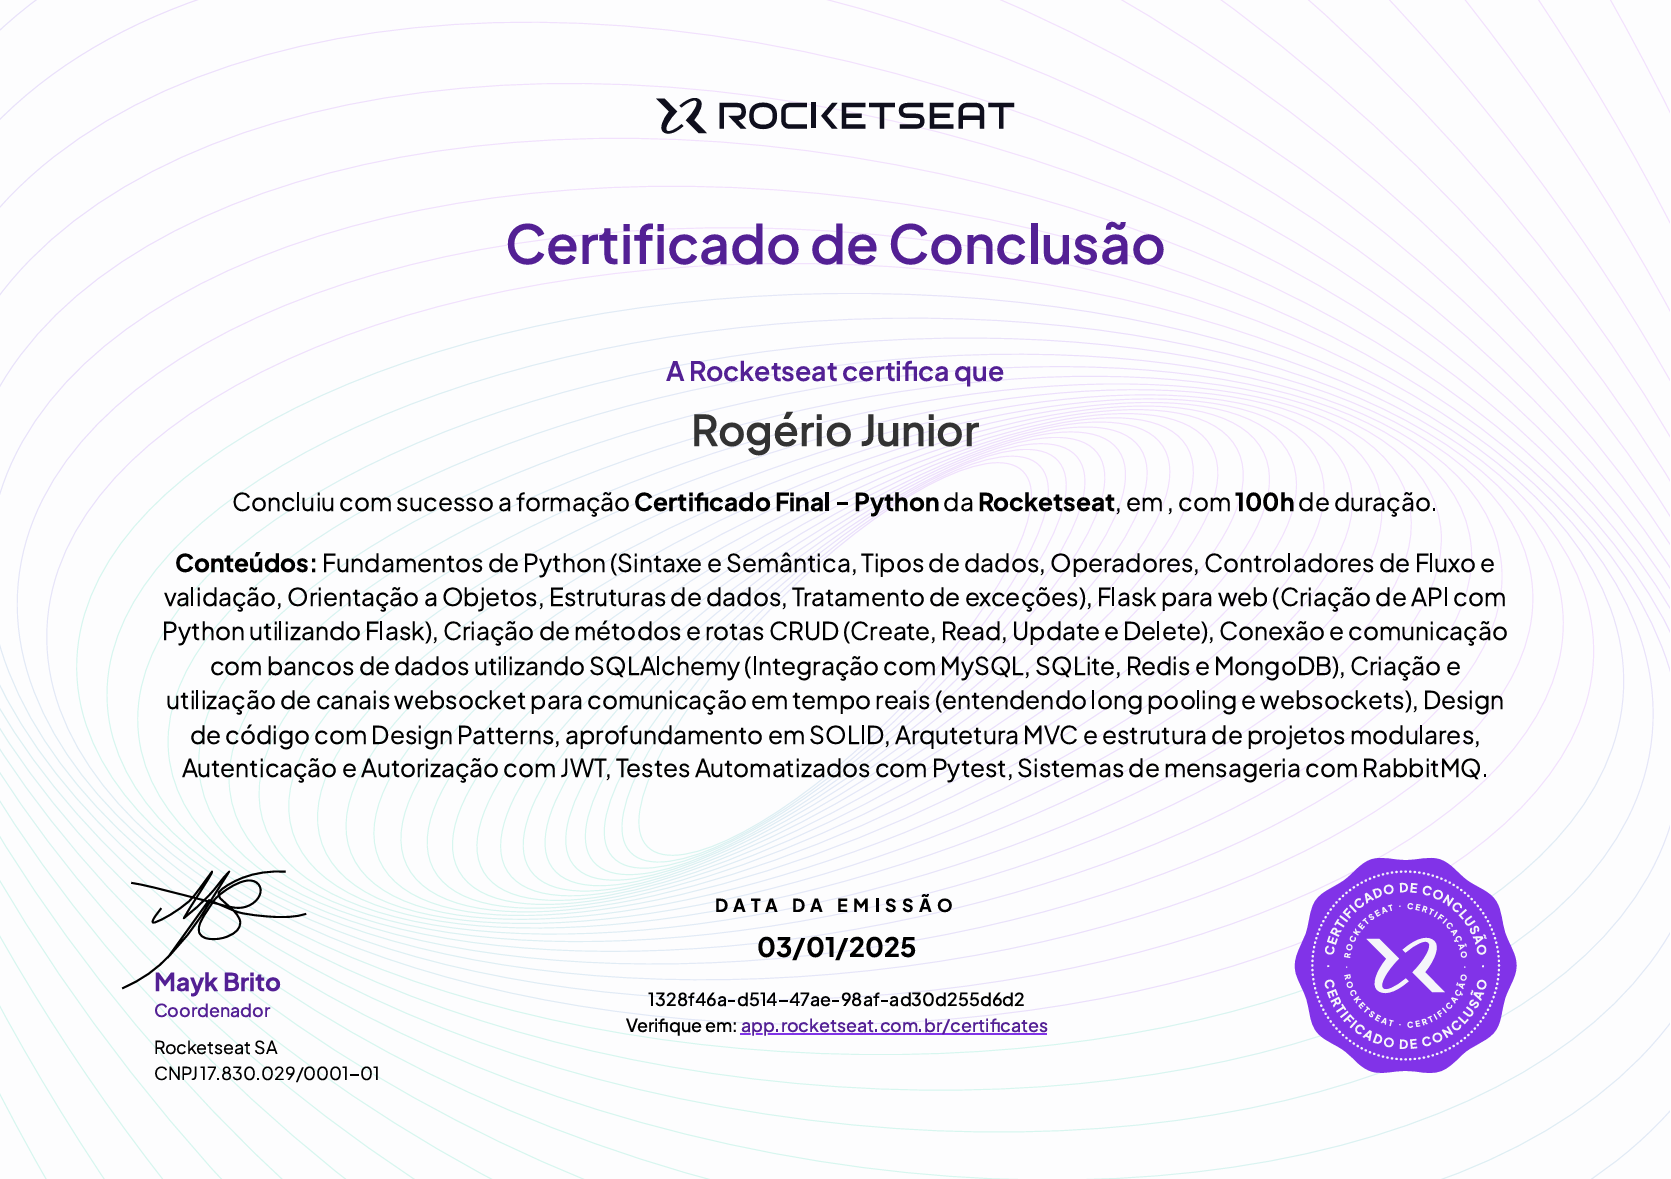 ROCKETSEAT
Certificado de Conclusão
A Rocketseat certifica que
Rogério Junior
Concluiu com sucesso a formação Certificado Final - Python da Rocketseat, em , com 100h de duração.
Conteúdos: Fundamentos de Python (Sintaxe e Semântica, Tipos de dados, Operadores, Controladores de Fluxo e
validação, Orientação a Objetos, Estruturas de dados, Tratamento de exceções), Flask para web (Criação de API com
Python utilizando Flask), Criação de métodos e rotas CRUD (Create, Read, Update e Delete), Conexão e comunicação
com bancos de dados utilizando SQLAlchemy (Integração com MySQL, SQLite, Redis e MongoDB), Criação e
utilização de canais websocket para comunicação em tempo reais (entendendo long pooling e websockets), Design
de código com Design Patterns, aprofundamento em SOLID, Arqutetura MVC e estrutura de projetos modulares,
Autenticação e Autorização com JWT, Testes Automatizados com Pytest, Sistemas de mensageria com RabbitMQ.
Mayk Brito
Coordenador
Rocketseat SA
CNPJ 17.830.029/0001-01
DATA DA EMISSÃO
03/01/2025
1328f46a-d514-47ae-98af-ad30d255d6d2
Verifique em: app.rocketseat.com.br/certificates
CERTIFICADO DE CONCLUSÃO
ROCKETSEAT · CERTIFICAÇÃO
ROCKETSEAT · CERTIFICAÇÃO
CERTIFICADO DE CONCLUSÃO